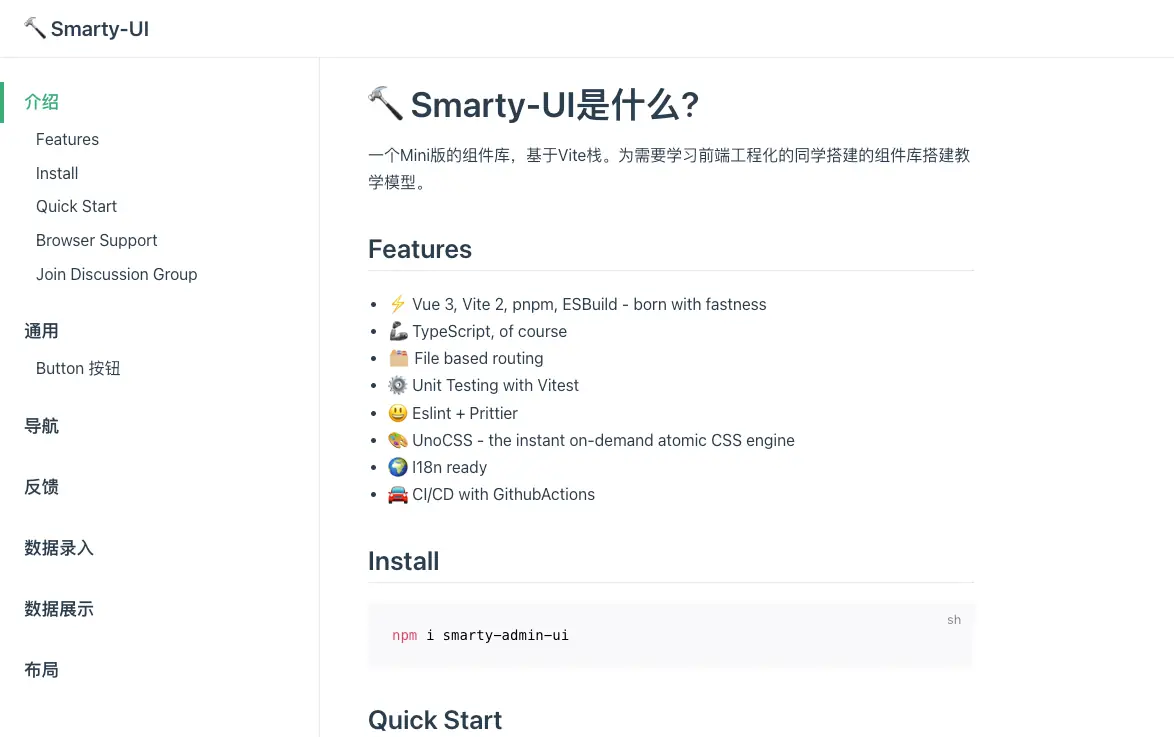 🔨 Smarty-UI
介绍
Features
Install
Quick Start
Browser Support
Join Discussion Group
通用
Button 按钮
导航
反馈
数据录入
数据展示
布局
🔨 Smarty-UI是什么?
一个Mini版的组件库，基于Vite栈。为需要学习前端工程化的同学搭建的组件库搭建教
学模型。
Features
• ⚡ Vue 3, Vite 2, pnpm, ESBuild - born with fastness
• 🦾 TypeScript, of course
• 🗂 File based routing
• ⚙️ Unit Testing with Vitest
• 😃 Eslint + Prittier
• 🎨 UnoCSS - the instant on-demand atomic CSS engine
• 🌍 I18n ready
• 🚘 CI/CD with GithubActions
Install
sh
npm i smarty-admin-ui
Quick Start